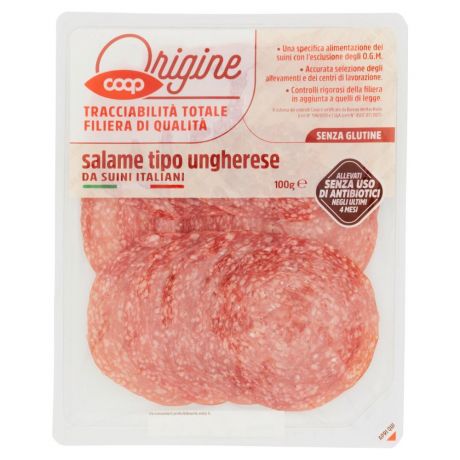 coop
Origine
TRACCIABILITÀ TOTALE
FILIERA DI QUALITÀ
• Una specifica alimentazione dei
suini con l'esclusione degli O.G.M.
• Accurata selezione degli
allevamenti e dei centri di lavorazione.
• Controlli rigorosi della filiera
in aggiunta a quelli di legge.
SENZA GLUTINE
salame tipo ungherese
DA SUINI ITALIANI
100g e
ALLEVATI
SENZA USO
DI ANTIBIOTICI
NEGLI ULTIMI
4 MESI
APRI QUI